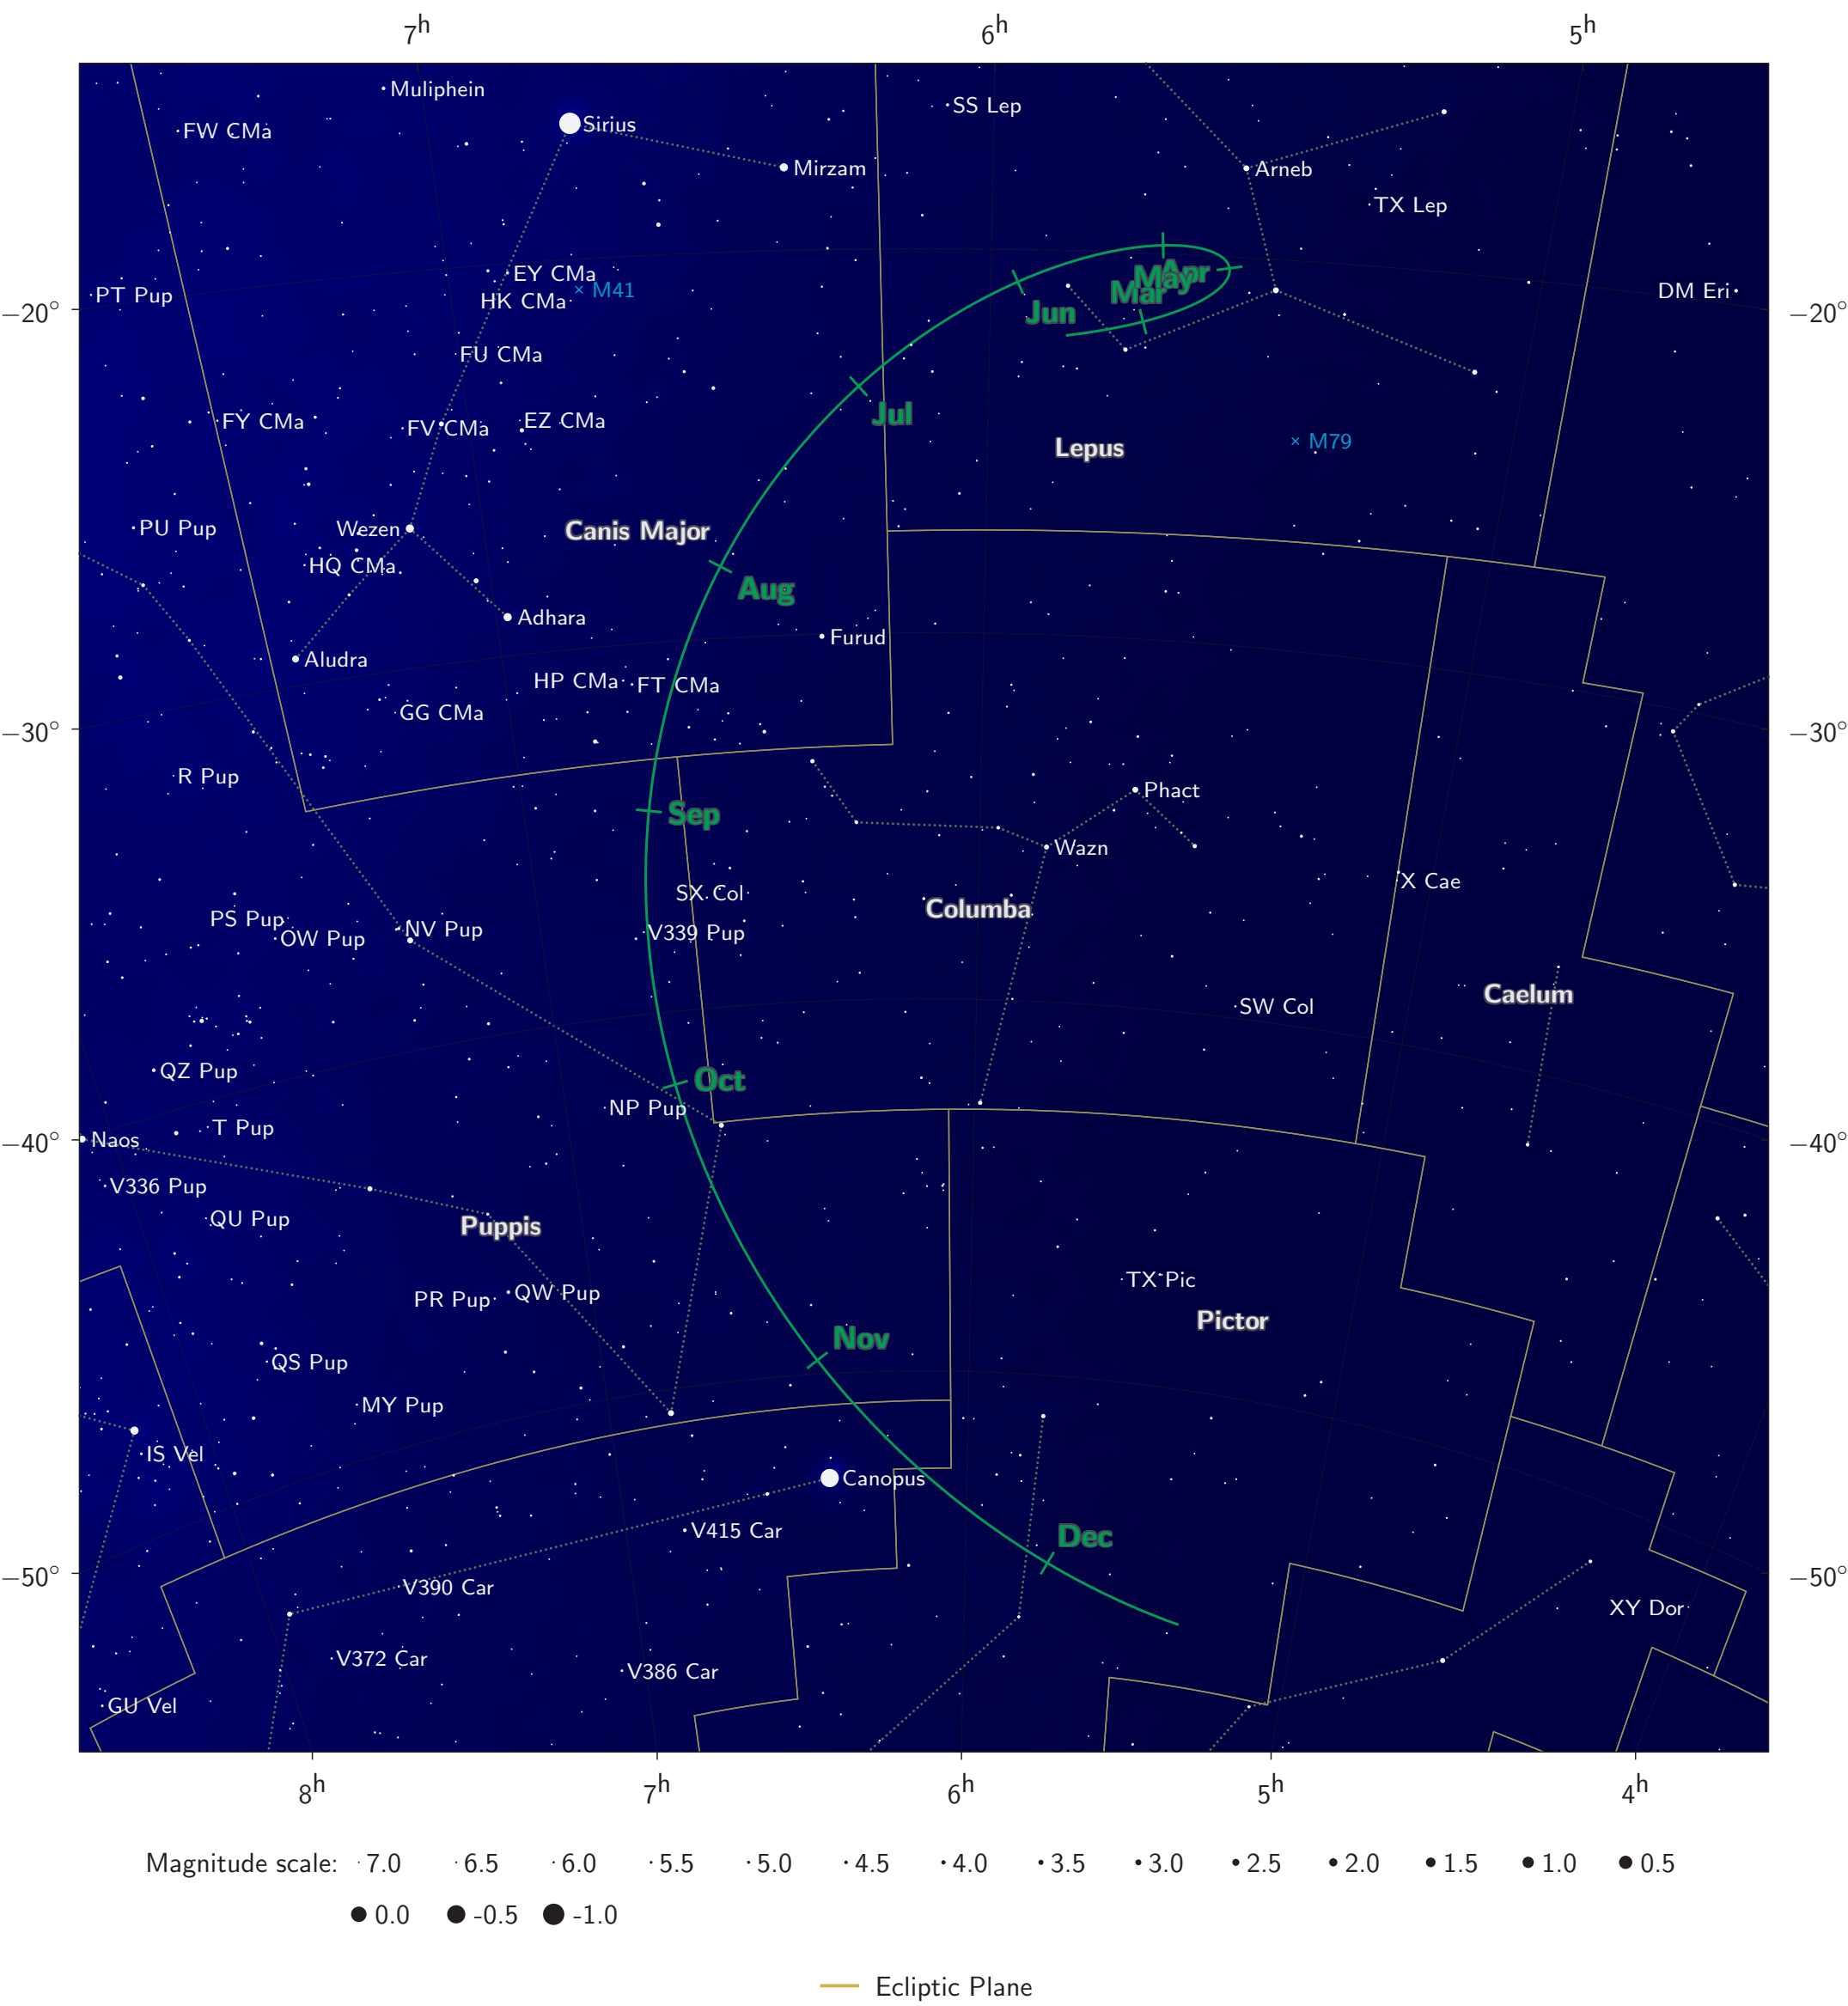 7h 6h 5h
Muliphein
SS Lep
FW CMa
Sirius
Mirzam
Arneb
TX Lep
EY CMa
Apr
May
M41
Mar
PT Pup
HK CMa
DM Eri
−20° −20°
Jun
FU CMa
Jul
FY CMa
EZ CMa
FV CMa
M79
Lepus
PU Pup
Wezen
Canis Major
HQ CMa
Aug
Adhara
Furud
Aludra
HP CMa
FT CMa
GG CMa
−30° −30°
R Pup
Phact
Sep
Wazn
X Cae
SX Col
Columba
PS Pup
NV Pup
V339 Pup
OW Pup
Caelum
SW Col
QZ Pup
Oct
NP Pup
T Pup
Naos
−40° −40°
V336 Pup
QU Pup
Puppis
TX Pic
QW Pup
PR Pup
Pictor
Nov
QS Pup
MY Pup
IS Vel
Canopus
V415 Car
Dec
−50° −50°
V390 Car
XY Dor
V372 Car
V386 Car
GU Vel
8h 7h 6h 5h 4h
Magnitude scale: 7.0 6.5 6.0 5.5 5.0 4.5 4.0 3.5 3.0 2.5 2.0 1.5 1.0 0.5
0.0 -0.5 -1.0
Ecliptic Plane